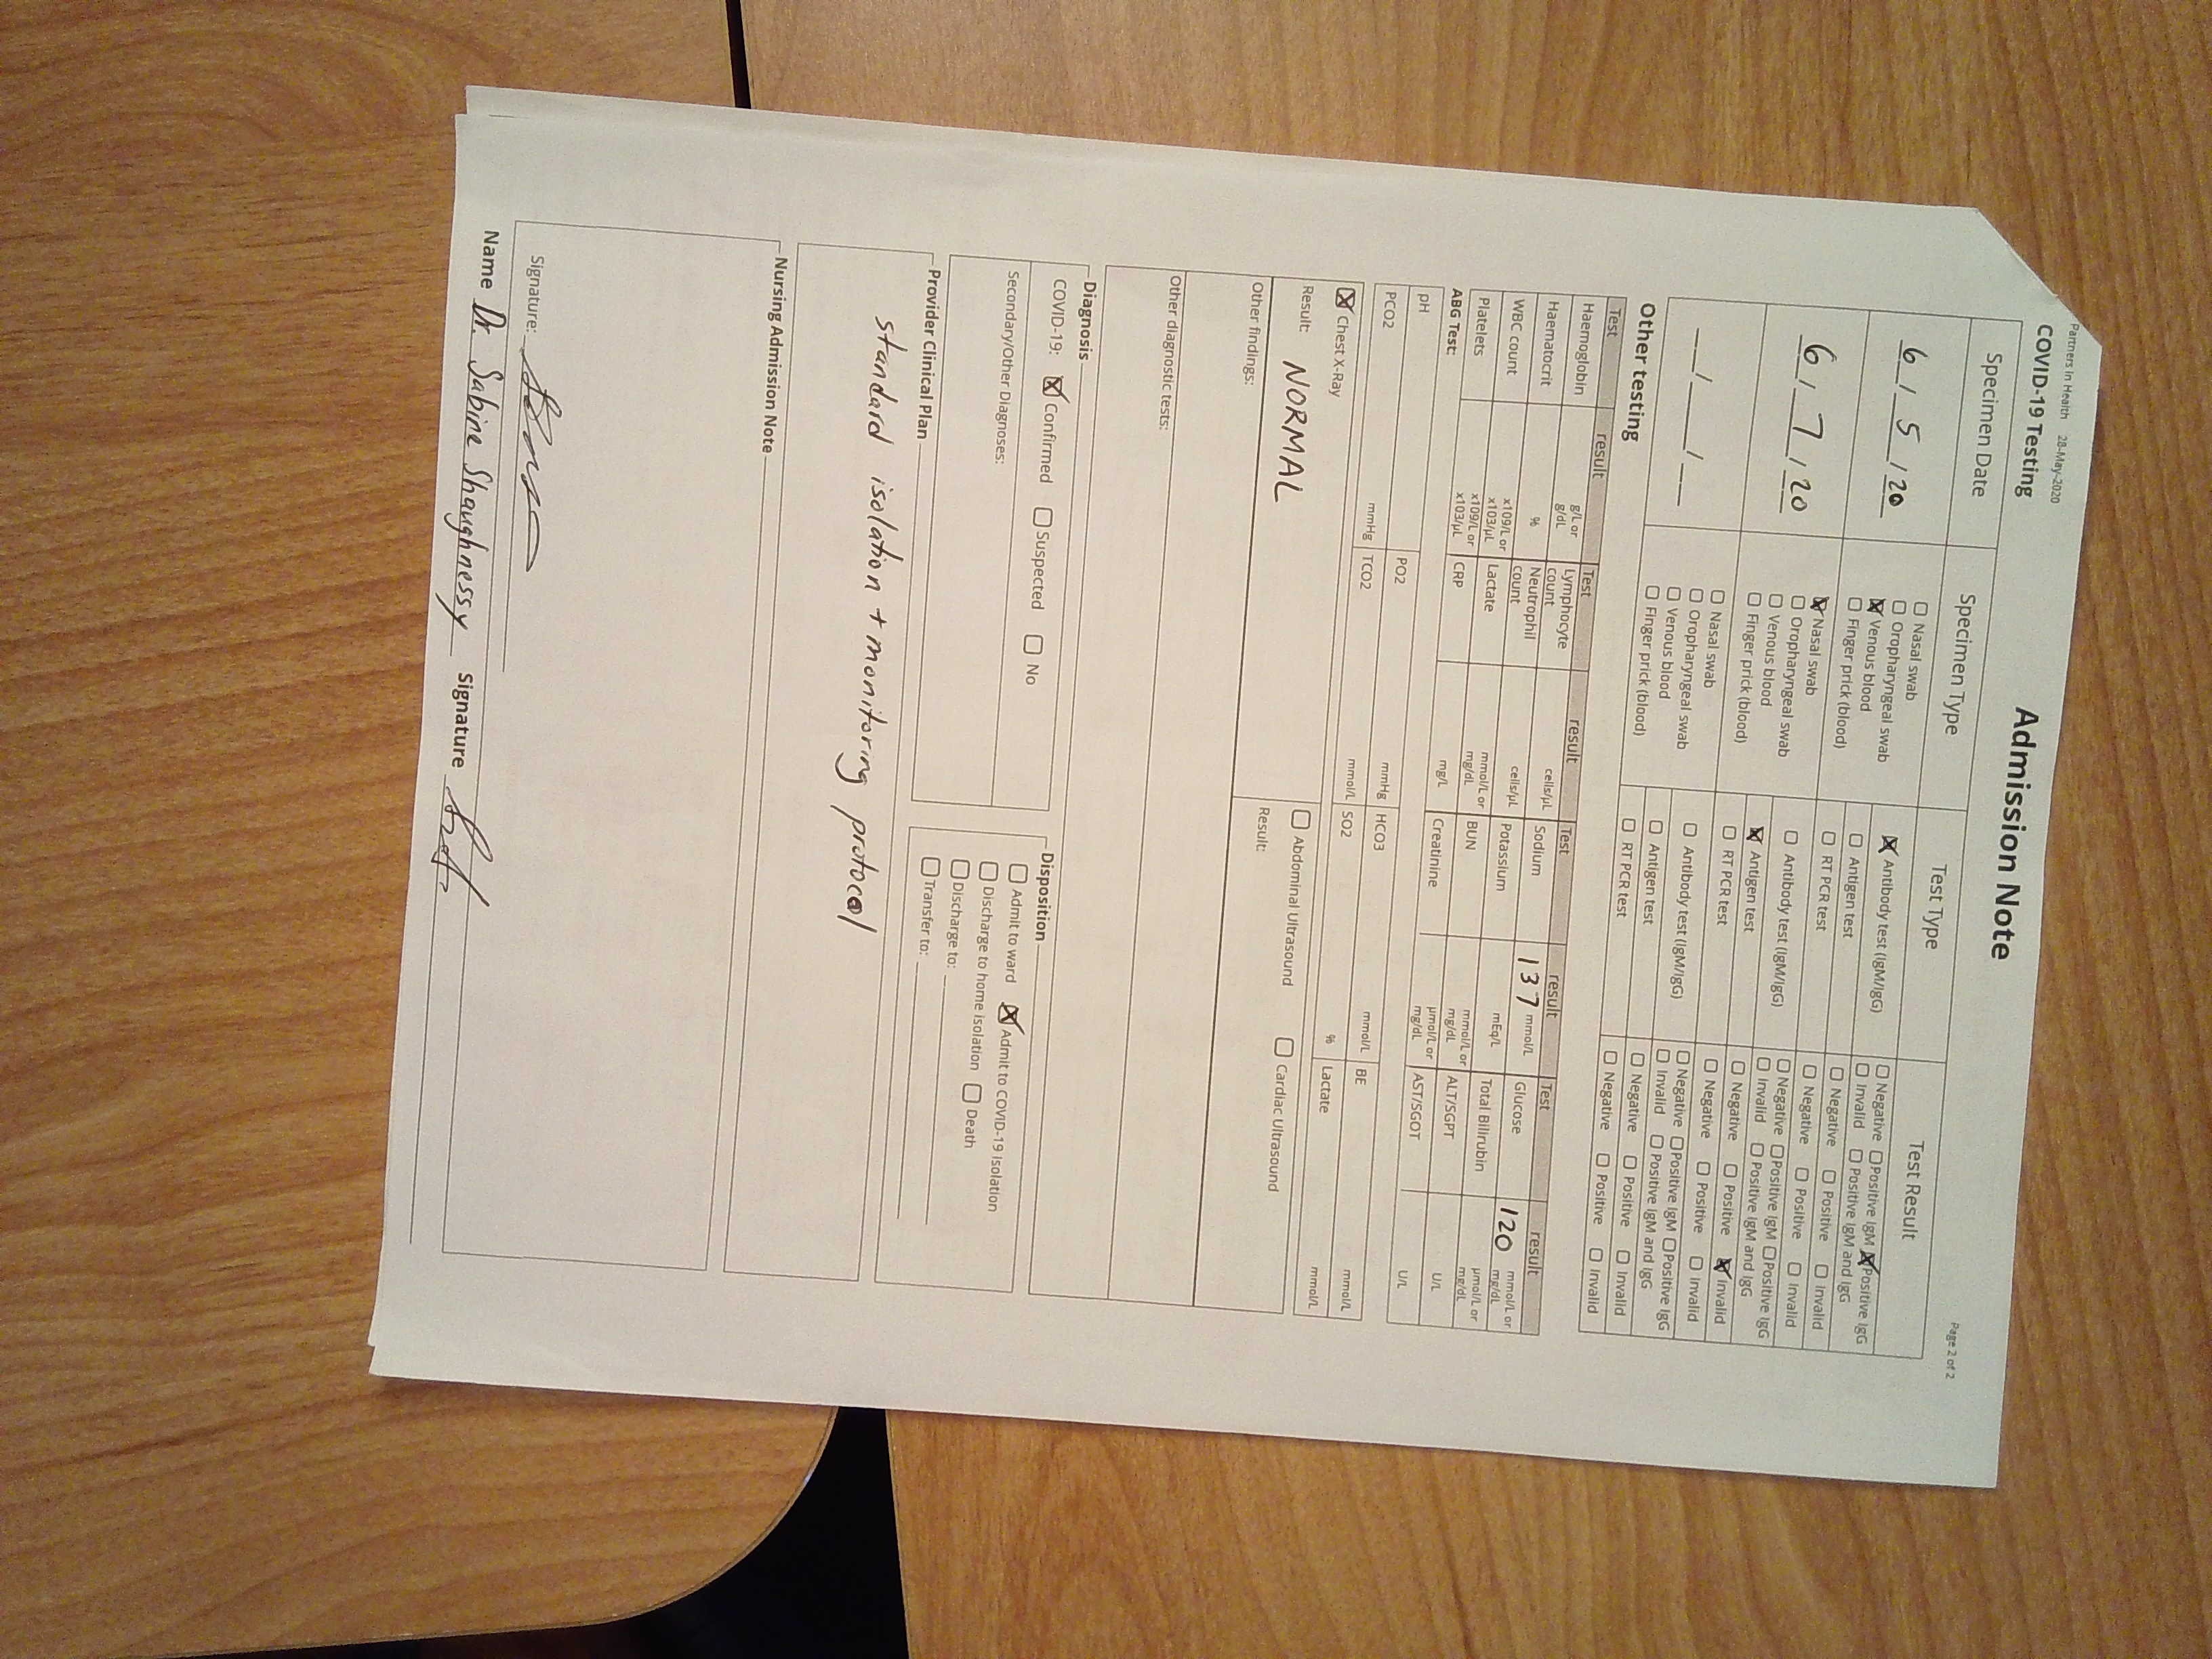 Partners In Health 28-May-2020
Page 2 of 2
Admission Note
COVID-19 Testing
Specimen Date Specimen Type Test Type Test Result
6 / 5 / 20
☐ Nasal swab
☐ Oropharyngeal swab
☒ Venous blood
☐ Finger prick (blood)
☒ Antibody test (IgM/IgG)
☐ Negative ☐ Positive IgM ☒ Positive IgG
☐ Invalid ☐ Positive IgM and IgG
☐ Antigen test ☐ Negative ☐ Positive ☐ Invalid
☐ RT PCR test ☐ Negative ☐ Positive ☐ Invalid
6 / 7 / 20
☒ Nasal swab
☐ Oropharyngeal swab
☐ Venous blood
☐ Finger prick (blood)
☐ Antibody test (IgM/IgG)
☐ Negative ☐ Positive IgM ☐ Positive IgG
☐ Invalid ☐ Positive IgM and IgG
☒ Antigen test ☐ Negative ☐ Positive ☒ Invalid
☐ RT PCR test ☐ Negative ☐ Positive ☐ Invalid
__/__/__
☐ Nasal swab
☐ Oropharyngeal swab
☐ Venous blood
☐ Finger prick (blood)
☐ Antibody test (IgM/IgG)
☐ Negative ☐ Positive IgM ☐ Positive IgG
☐ Invalid ☐ Positive IgM and IgG
☐ Antigen test ☐ Negative ☐ Positive ☐ Invalid
☐ RT PCR test ☐ Negative ☐ Positive ☐ Invalid
Other testing
Test result Test result Test result Test result
Haemoglobin g/L or g/dL Lymphocyte count cells/µL Sodium 137 mmol/L Glucose 120 mmol/L or mg/dL
Haematocrit % Neutrophil count cells/µL Potassium mEq/L Total Bilirubin µmol/L or mg/dL
WBC count x109/L or x103/µL Lactate mmol/L or mg/dL BUN mmol/L or mg/dL ALT/SGPT U/L
Platelets x109/L or x103/µL CRP mg/L Creatinine µmol/L or mg/dL AST/SGOT U/L
ABG Test:
pH PO2 mmHg HCO3 mmol/L BE mmol/L
PCO2 mmHg TCO2 mmol/L SO2 % Lactate mmol/L
☒ Chest X-Ray ☐ Abdominal Ultrasound ☐ Cardiac Ultrasound
Result: NORMAL Result:
Other findings:
Other diagnostic tests:
Diagnosis
COVID-19: ☒ Confirmed ☐ Suspected ☐ No
Secondary/Other Diagnoses:
Disposition
☐ Admit to ward ☒ Admit to COVID-19 Isolation
☐ Discharge to home isolation ☐ Death
☐ Discharge to:
☐ Transfer to:
Provider Clinical Plan
standard isolation + monitoring protocol
Nursing Admission Note
Signature:
Name Dr. Sabine Shaughnessy Signature